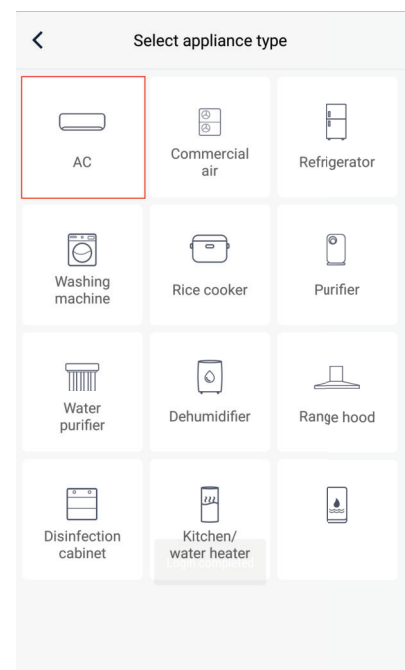 Select appliance type
AC
Commercial
air
Refrigerator
Washing
machine
Rice cooker
Purifier
Water
purifier
Dehumidifier
Range hood
Disinfection
cabinet
Kitchen/
water heater
Login completed